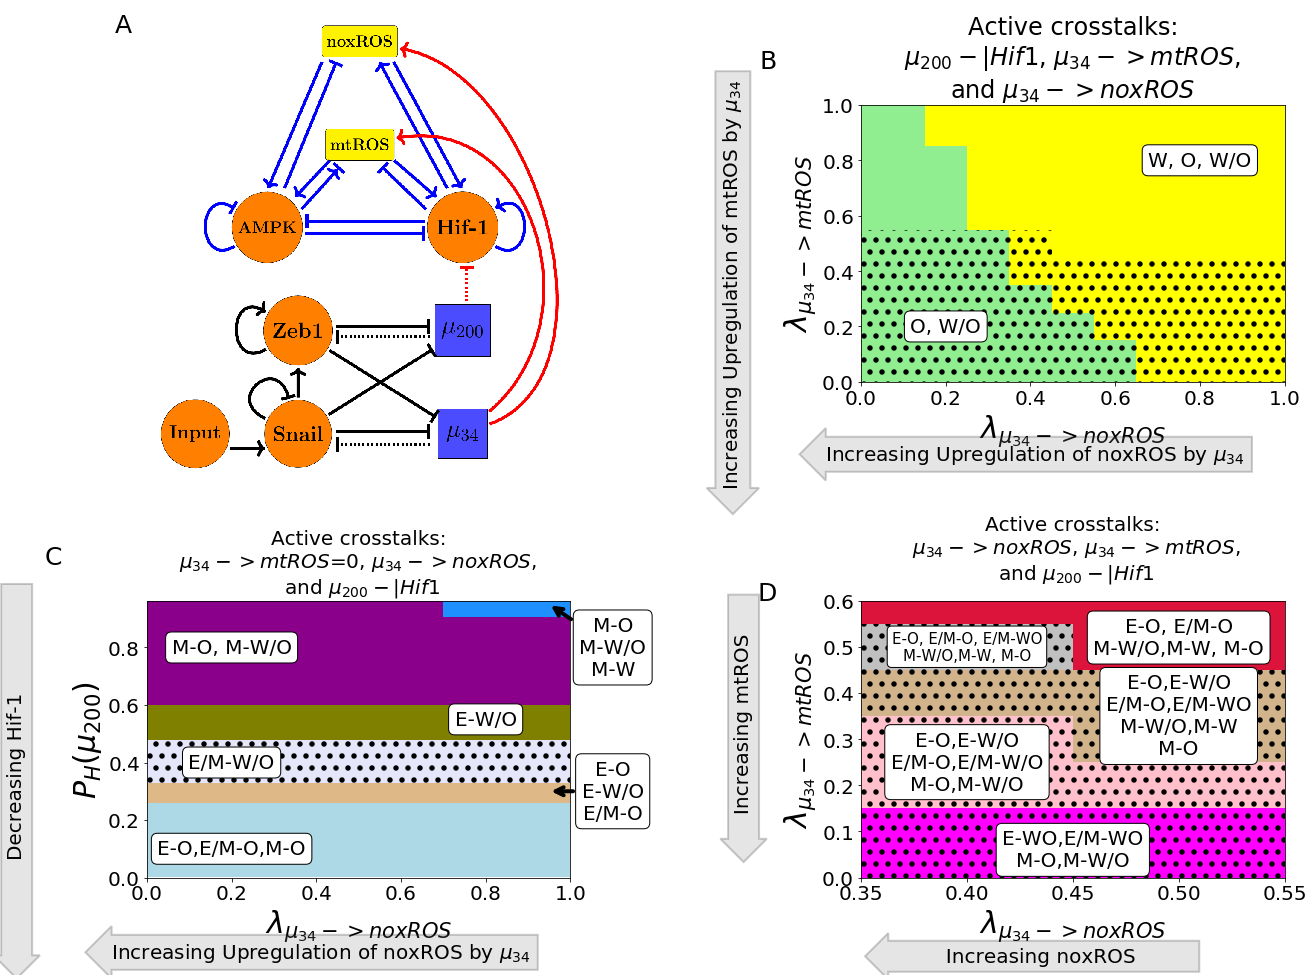 A
noxROS
mtROS
AMPK
Hif-1
Zeb1
μ200
Input
Snail
μ34
B
Active crosstalks:
μ200 −|Hif1, μ34 − > mtROS,
and μ34 − > noxROS
Increasing Upregulation of mtROS by μ34
λμ34 − > mtROS
1.0
0.8
0.6
0.4
0.2
0.0
W, O, W/O
O, W/O
0.0 0.2 0.4 0.6 0.8 1.0
λμ34 − > noxROS
Increasing Upregulation of noxROS by μ34
C
Active crosstalks:
μ34 − > mtROS=0, μ34 − > noxROS,
and μ200 −|Hif1
Decreasing Hif-1
PH(μ200)
0.8
0.6
0.4
0.2
0.0
M-O, M-W/O
M-O
M-W/O
M-W
E-W/O
E/M-W/O
E-O
E-W/O
E/M-O
E-O,E/M-O,M-O
0.0 0.2 0.4 0.6 0.8 1.0
λμ34 − > noxROS
Increasing Upregulation of noxROS by μ34
D
Active crosstalks:
μ34 − > noxROS, μ34 − > mtROS,
and μ200 −|Hif1
Increasing mtROS
λμ34 − > mtROS
0.6
0.5
0.4
0.3
0.2
0.1
0.0
E-O, E/M-O, E/M-WO
M-W/O,M-W, M-O
E-O, E/M-O
M-W/O,M-W, M-O
E-O,E-W/O
E/M-O,E/M-WO
M-W/O,M-W
M-O
E-O,E-W/O
E/M-O,E/M-W/O
M-O,M-W/O
E-WO,E/M-WO
M-O,M-W/O
0.35 0.40 0.45 0.50 0.55
λμ34 − > noxROS
Increasing noxROS